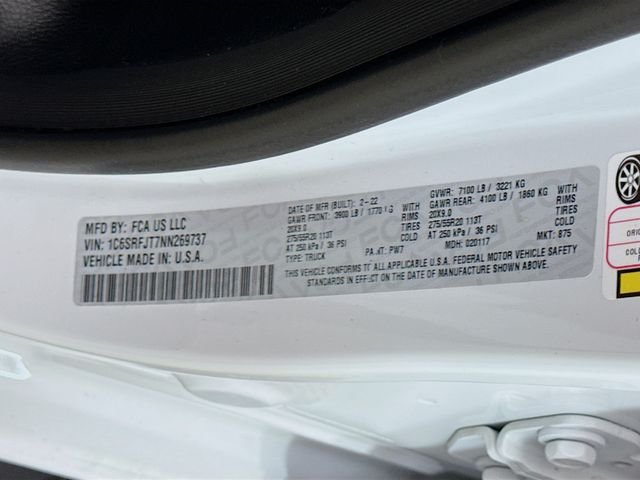 MFD BY: FCA US LLC
VIN: 1C6SRFJT7NN269737
VEHICLE MADE IN: U.S.A.
DATE OF MFR (BUILT): 2-22 GVWR: 7100 LB / 3221 KG
GAWR FRONT: 3900 LB / 1770 KG WITH GAWR REAR: 4100 LB / 1860 KG WITH
20X9.0 RIMS 20X9.0 RIMS
275/55R20 113T TIRES 275/55R20 113T TIRES
AT 250 kPa / 36 PSI COLD AT 250 kPa / 36 PSI COLD
TYPE: TRUCK PAINT: PW7 MDH: 020117 MKT: 875
THIS VEHICLE CONFORMS TO ALL APPLICABLE U.S.A. FEDERAL MOTOR VEHICLE SAFETY
STANDARDS IN EFFECT ON THE DATE OF MANUFACTURE SHOWN ABOVE.